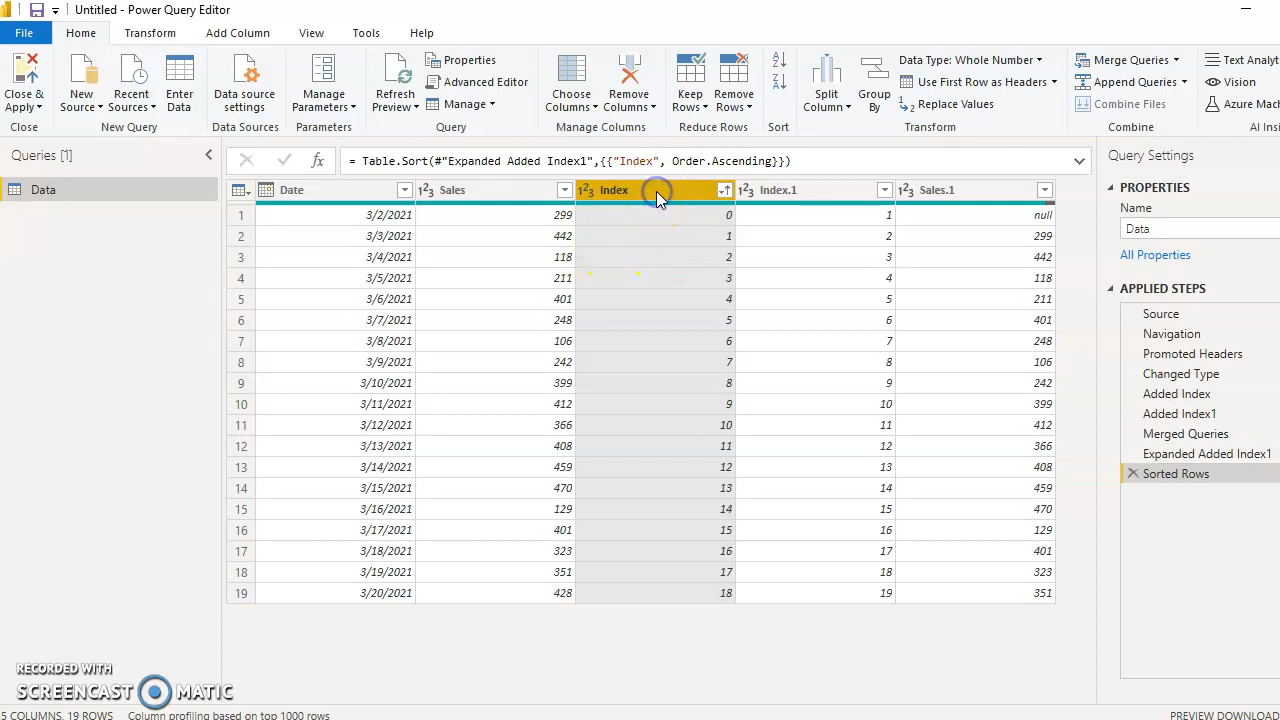 Untitled - Power Query Editor
File Home Transform Add Column View Tools Help
Close & Apply
New Source
Recent Sources
Enter Data
Data source settings
Manage Parameters
Refresh Preview
Properties
Advanced Editor
Manage
Choose Columns
Remove Columns
Keep Rows
Remove Rows
Split Column
Group By
Data Type: Whole Number
Use First Row as Headers
Replace Values
Merge Queries
Append Queries
Combine Files
Text Analyt
Vision
Azure Mach
Close New Query Data Sources Parameters Query Manage Columns Reduce Rows Sort Transform Combine AI Ins
Queries [1]
Data
fx = Table.Sort(#"Expanded Added Index1",{{"Index", Order.Ascending}})
Date Sales Index Index.1 Sales.1
1 3/2/2021 299 0 1 null
2 3/3/2021 442 1 2 299
3 3/4/2021 118 2 3 442
4 3/5/2021 211 3 4 118
5 3/6/2021 401 4 5 211
6 3/7/2021 248 5 6 401
7 3/8/2021 106 6 7 248
8 3/9/2021 242 7 8 106
9 3/10/2021 399 8 9 242
10 3/11/2021 412 9 10 399
11 3/12/2021 366 10 11 412
12 3/13/2021 408 11 12 366
13 3/14/2021 459 12 13 408
14 3/15/2021 470 13 14 459
15 3/16/2021 129 14 15 470
16 3/17/2021 401 15 16 129
17 3/18/2021 323 16 17 401
18 3/19/2021 351 17 18 323
19 3/20/2021 428 18 19 351
Query Settings
PROPERTIES
Name
Data
All Properties
APPLIED STEPS
Source
Navigation
Promoted Headers
Changed Type
Added Index
Added Index1
Merged Queries
Expanded Added Index1
Sorted Rows
RECORDED WITH
SCREENCAST MATIC
5 COLUMNS, 19 ROWS Column profiling based on top 1000 rows
PREVIEW DOWNLOAD